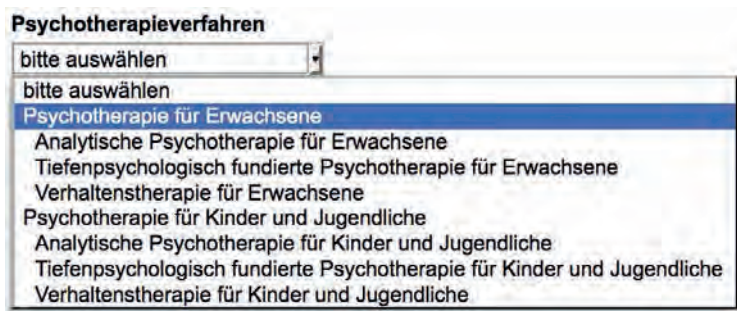 Psychotherapieverfahren
bitte auswählen
bitte auswählen
Psychotherapie für Erwachsene
Analytische Psychotherapie für Erwachsene
Tiefenpsychologisch fundierte Psychotherapie für Erwachsene
Verhaltenstherapie für Erwachsene
Psychotherapie für Kinder und Jugendliche
Analytische Psychotherapie für Kinder und Jugendliche
Tiefenpsychologisch fundierte Psychotherapie für Kinder und Jugendliche
Verhaltenstherapie für Kinder und Jugendliche